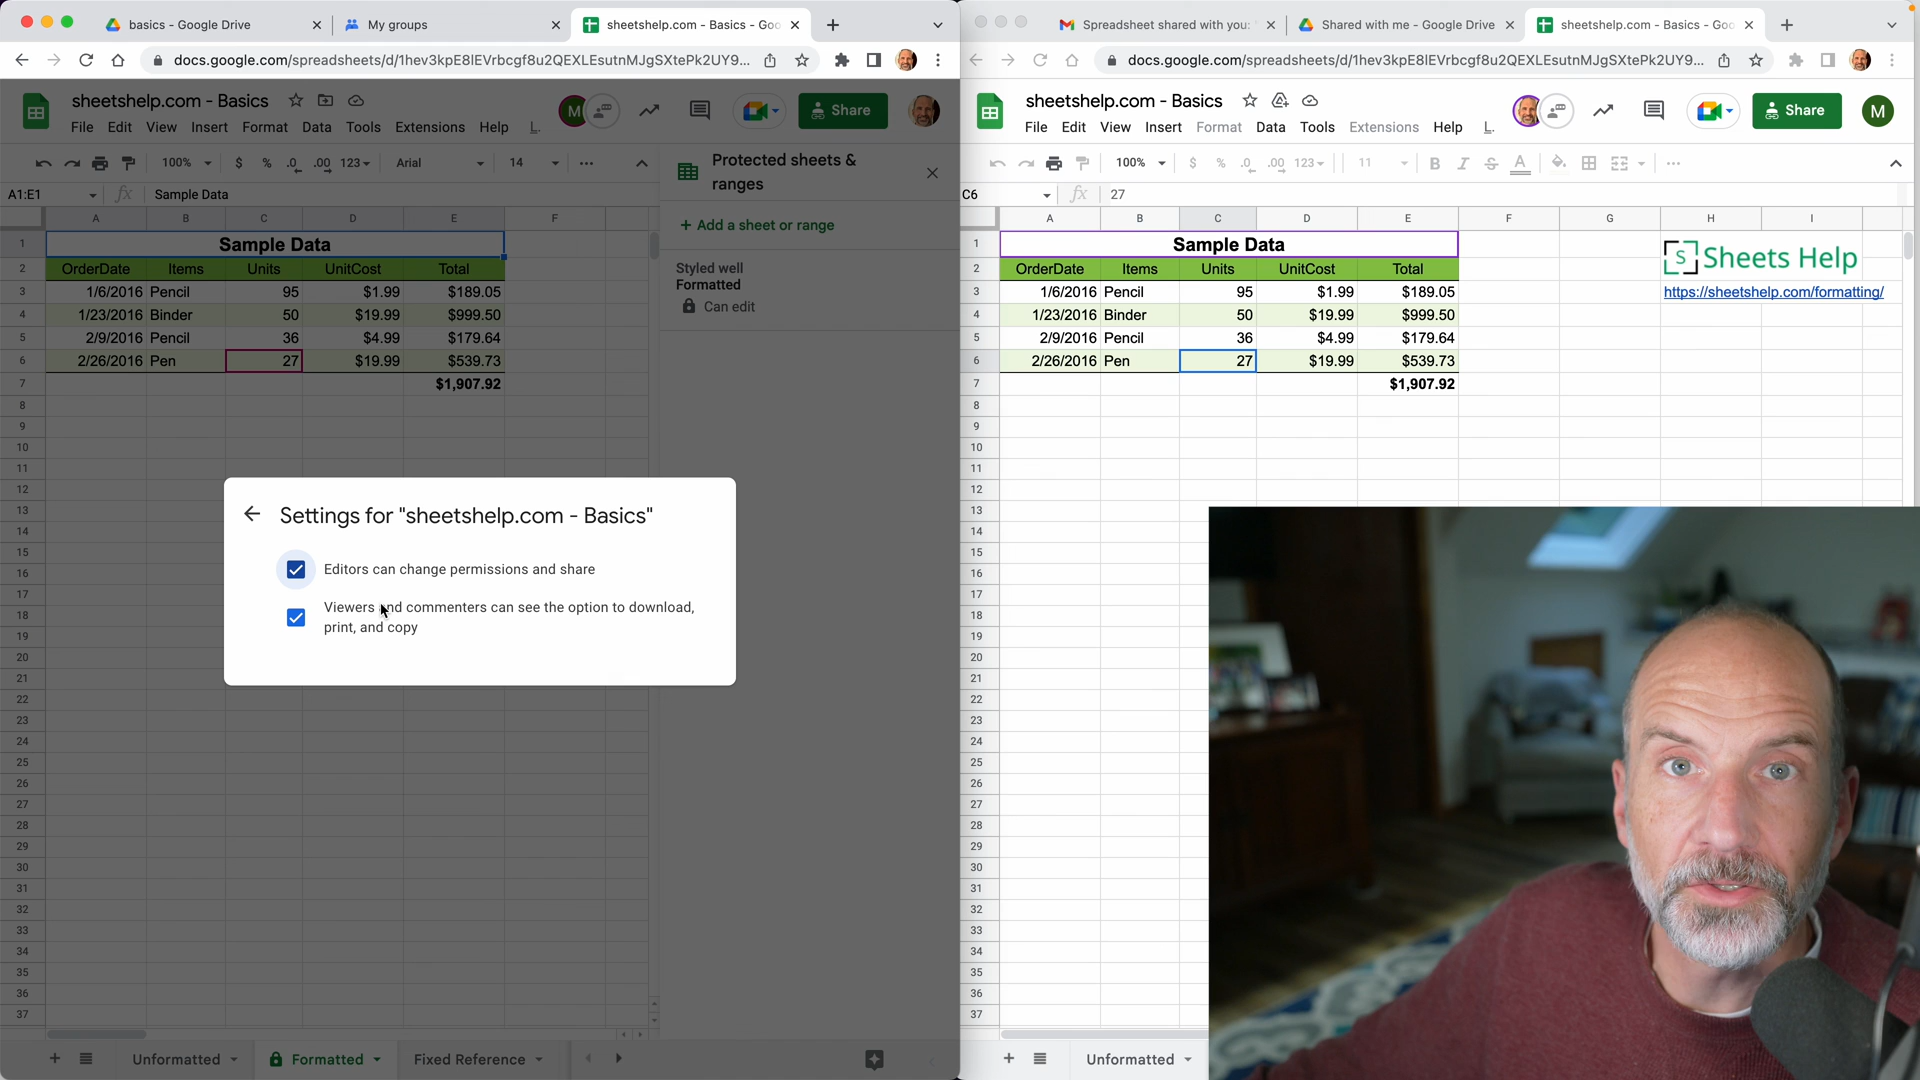 basics - Google Drive
My groups
sheetshelp.com - Basics - Goo
docs.google.com/spreadsheets/d/1hev3kpE8lEVrbcgf8u2QEXLEsutnMJgSXtePk2UY9...
sheetshelp.com - Basics
M
Share
File Edit View Insert Format Data Tools Extensions Help L.
100% $ % .0 .00 123 Arial 14
A1:E1 fx Sample Data
Protected sheets &
ranges
+ Add a sheet or range
Styled well
Formatted
Can edit
A B C D E F
1 Sample Data
2 OrderDate Items Units UnitCost Total
3 1/6/2016 Pencil 95 $1.99 $189.05
4 1/23/2016 Binder 50 $19.99 $999.50
5 2/9/2016 Pencil 36 $4.99 $179.64
6 2/26/2016 Pen 27 $19.99 $539.73
7 $1,907.92
8
9
10
11
12
13
14
15
16
17
18
19
20
21
22
23
24
25
26
27
28
29
30
31
32
33
34
35
36
37
Settings for "sheetshelp.com - Basics"
Editors can change permissions and share
Viewers and commenters can see the option to download,
print, and copy
+ Unformatted Formatted Fixed Reference
Spreadsheet shared with you:
Shared with me - Google Drive
sheetshelp.com - Basics - Goo
docs.google.com/spreadsheets/d/1hev3kpE8lEVrbcgf8u2QEXLEsutnMJgSXtePk2UY9...
sheetshelp.com - Basics
Share
M
File Edit View Insert Format Data Tools Extensions Help L.
100% $ % .0 .00 123 11 B I S A
C6 fx 27
A B C D E F G H I
1 Sample Data
S Sheets Help
2 OrderDate Items Units UnitCost Total
3 1/6/2016 Pencil 95 $1.99 $189.05 https://sheetshelp.com/formatting/
4 1/23/2016 Binder 50 $19.99 $999.50
5 2/9/2016 Pencil 36 $4.99 $179.64
6 2/26/2016 Pen 27 $19.99 $539.73
7 $1,907.92
8
9
10
11
12
13
14
15
16
17
18
19
20
21
22
23
24
25
26
27
28
29
30
31
32
33
34
35
36
37
+ Unformatted